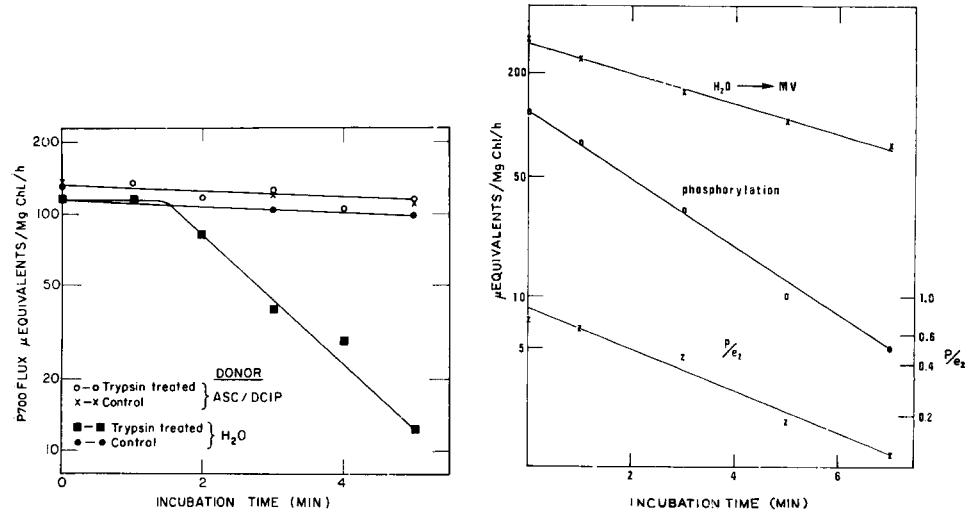 200
100
50
20
10
P700 FLUX μEQUIVALENTS/Mg ChL/h
DONOR
o-o Trypsin treated
x-x Control
ASC/DCIP
■-■ Trypsin treated
●-● Control
H₂O
0
2
4
INCUBATION TIME (MIN)
200
50
10
5
μEQUIVALENTS/Mg Chl/h
H₂O → MV
phosphorylation
P/e₂
1.0
0.6
0.4
0.2
P/e₂
2
4
6
INCUBATION TIME (MIN)